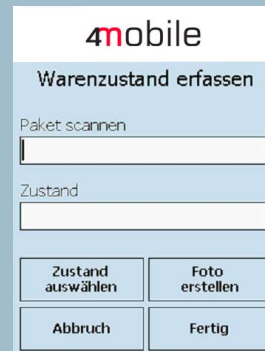 4mobile
Warenzustand erfassen
Paket scannen
Zustand
Zustand
auswählen
Foto
erstellen
Abbruch
Fertig